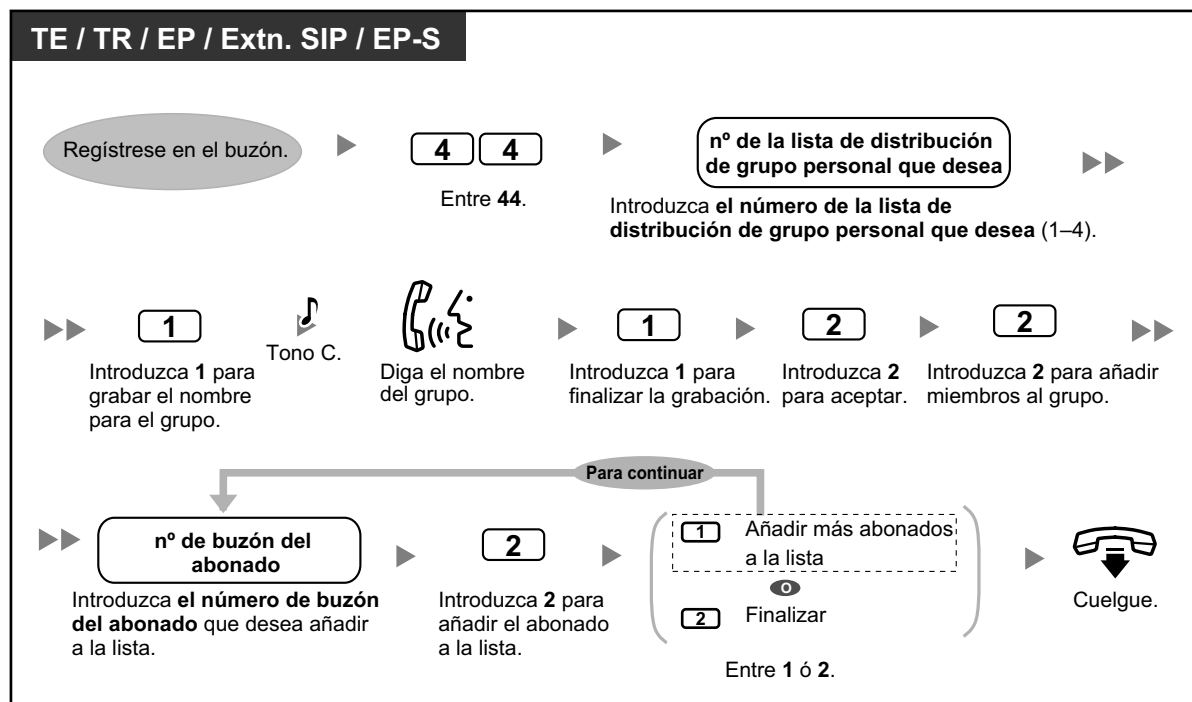 TE / TR / EP / Extn. SIP / EP-S
Regístrese en el buzón.
4 4
Entre 44.
nº de la lista de distribución
de grupo personal que desea
Introduzca el número de la lista de
distribución de grupo personal que desea (1–4).
1
Introduzca 1 para
grabar el nombre
para el grupo.
Tono C.
Diga el nombre
del grupo.
1
Introduzca 1 para
finalizar la grabación.
2
Introduzca 2
para aceptar.
2
Introduzca 2 para añadir
miembros al grupo.
Para continuar
nº de buzón del
abonado
Introduzca el número de buzón
del abonado que desea añadir
a la lista.
2
Introduzca 2 para
añadir el abonado
a la lista.
1 Añadir más abonados
a la lista
O
2 Finalizar
Entre 1 ó 2.
Cuelgue.